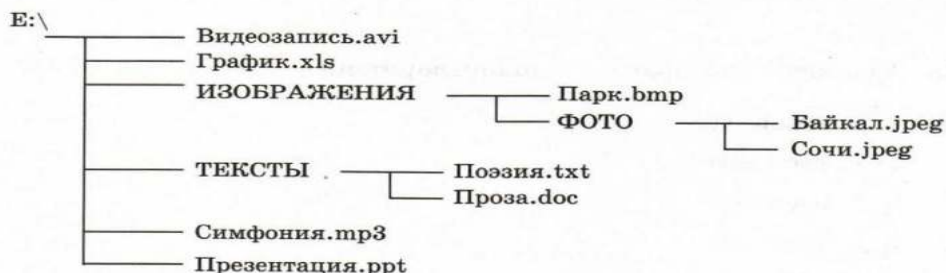 E:\
Видеозапись.avi
График.xls
ИЗОБРАЖЕНИЯ Парк.bmp
ФОТО Байкал.jpeg
Сочи.jpeg
ТЕКСТЫ Поэзия.txt
Проза.doc
Симфония.mp3
Презентация.ppt